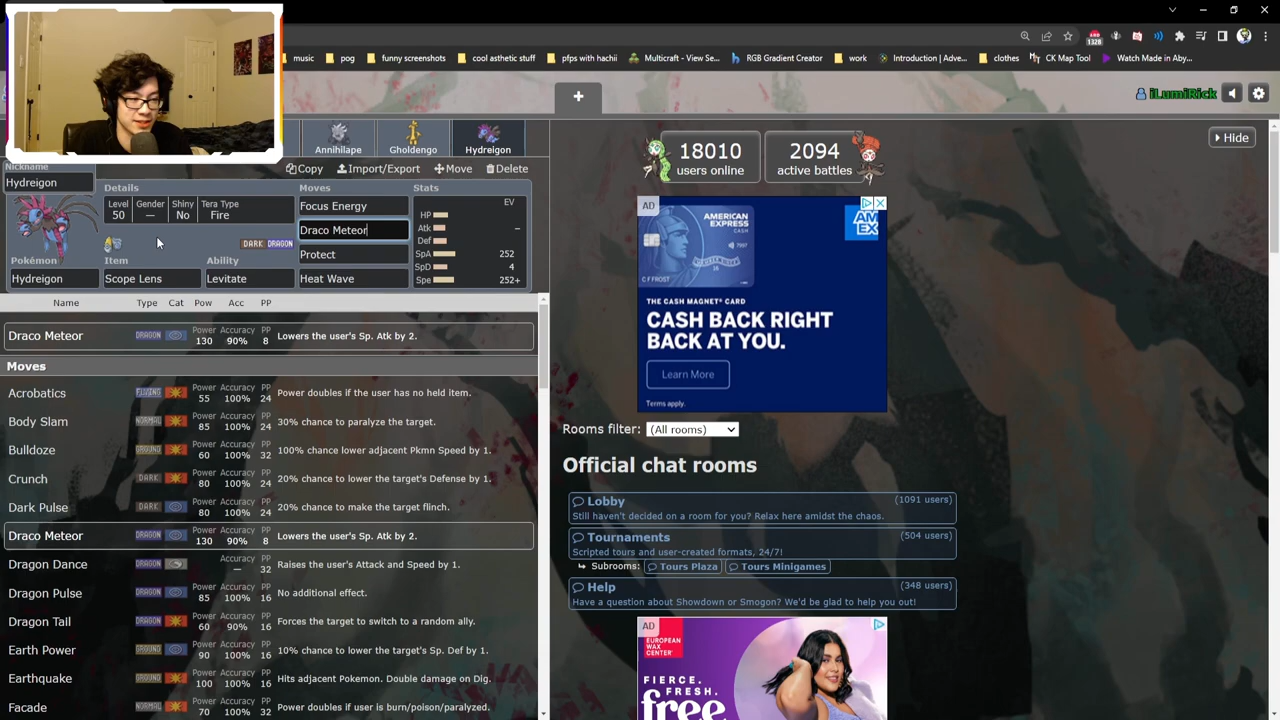 music
pog
funny screenshots
cool asthetic stuff
pfps with hachii
Multicraft - View Se...
RGB Gradient Creator
work
Introduction | Adve...
clothes
CK Map Tool
Watch Made in Aby...
1328
+
iLumiRick
Annihilape
Gholdengo
Hydreigon
18010
users online
2094
active battles
Hide
Copy
Import/Export
Move
Delete
Nickname
Hydreigon
Details
Level
50
Gender
—
Shiny
No
Tera Type
Fire
DARK DRAGON
Pokémon
Hydreigon
Item
Scope Lens
Ability
Levitate
Moves
Focus Energy
Draco Meteor
Protect
Heat Wave
Stats
EV
HP
Atk –
Def
SpA 252
SpD 4
Spe 252+
Name Type Cat Pow Acc PP
Draco Meteor DRAGON Power 130 Accuracy 90% PP 8 Lowers the user's Sp. Atk by 2.
Moves
Acrobatics FLYING Power 55 Accuracy 100% PP 24 Power doubles if the user has no held item.
Body Slam NORMAL Power 85 Accuracy 100% PP 24 30% chance to paralyze the target.
Bulldoze GROUND Power 60 Accuracy 100% PP 32 100% chance lower adjacent Pkmn Speed by 1.
Crunch DARK Power 80 Accuracy 100% PP 24 20% chance to lower the target's Defense by 1.
Dark Pulse DARK Power 80 Accuracy 100% PP 24 20% chance to make the target flinch.
Draco Meteor DRAGON Power 130 Accuracy 90% PP 8 Lowers the user's Sp. Atk by 2.
Dragon Dance DRAGON Accuracy — PP 32 Raises the user's Attack and Speed by 1.
Dragon Pulse DRAGON Power 85 Accuracy 100% PP 16 No additional effect.
Dragon Tail DRAGON Power 60 Accuracy 90% PP 16 Forces the target to switch to a random ally.
Earth Power GROUND Power 90 Accuracy 100% PP 16 10% chance to lower the target's Sp. Def by 1.
Earthquake GROUND Power 100 Accuracy 100% PP 16 Hits adjacent Pokemon. Double damage on Dig.
Facade NORMAL Power 70 Accuracy 100% PP 32 Power doubles if user is burn/poison/paralyzed.
AD
AMERICAN EXPRESS
CASH
C F FROST
AM
EX
THE CASH MAGNET® CARD
CASH BACK RIGHT
BACK AT YOU.
Learn More
Terms apply.
Rooms filter: (All rooms)
Official chat rooms
Lobby (1091 users)
Still haven't decided on a room for you? Relax here amidst the chaos.
Tournaments (504 users)
Scripted tours and user-created formats, 24/7!
Subrooms: Tours Plaza Tours Minigames
Help (348 users)
Have a question about Showdown or Smogon? We'd be glad to help you out!
AD
EUROPEAN
WAX
CENTER
FIERCE.
FRESH.
free